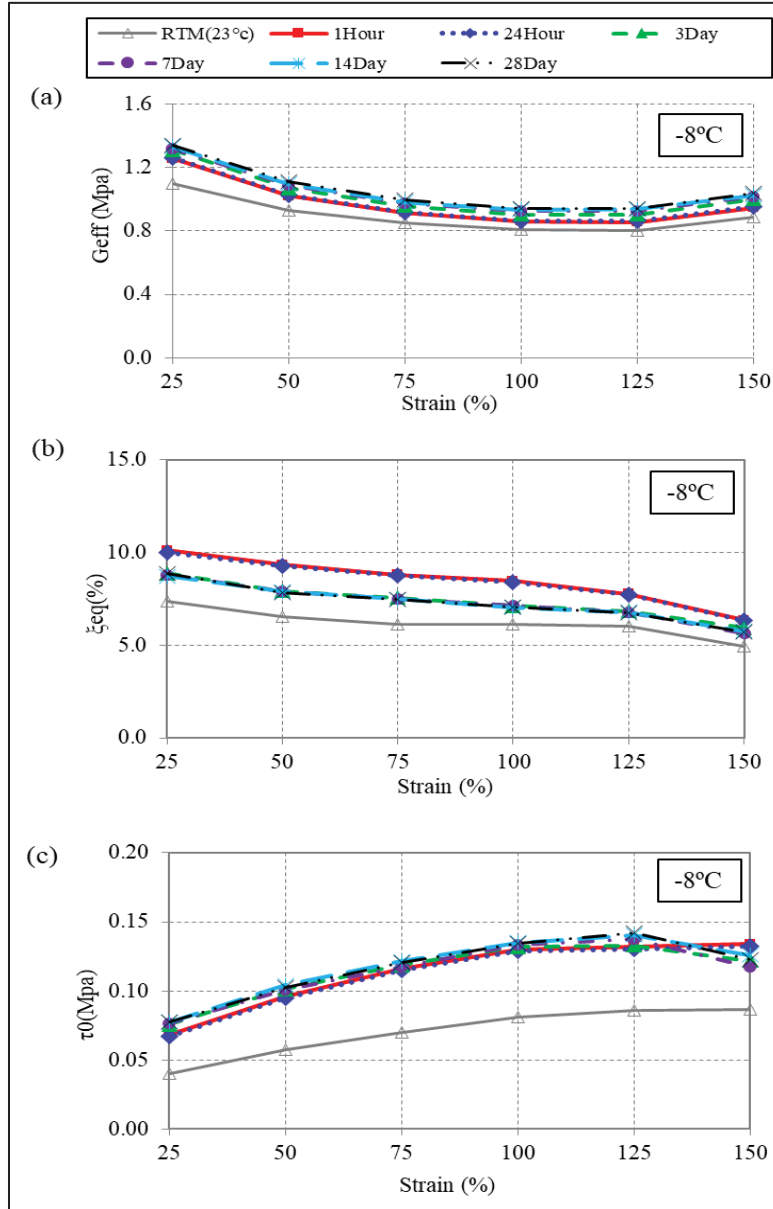 RTM(23°c) 1Hour 24Hour 3Day
7Day 14Day 28Day
(a)
-8°C
1.6
1.2
0.8
0.4
0.0
Geff (Mpa)
25 50 75 100 125 150
Strain (%)
(b)
-8°C
15.0
10.0
5.0
0.0
ξeq(%)
25 50 75 100 125 150
Strain (%)
(c)
-8°C
0.20
0.15
0.10
0.05
0.00
τ0(Mpa)
25 50 75 100 125 150
Strain (%)